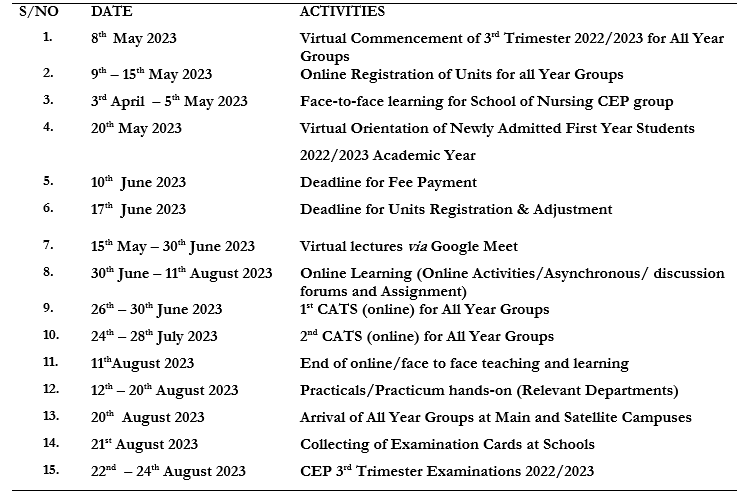 S/NO DATE ACTIVITIES
1. 8th May 2023 Virtual Commencement of 3rd Trimester 2022/2023 for All Year
Groups
2. 9th – 15th May 2023 Online Registration of Units for all Year Groups
3. 3rd April – 5th May 2023 Face-to-face learning for School of Nursing CEP group
4. 20th May 2023 Virtual Orientation of Newly Admitted First Year Students
2022/2023 Academic Year
5. 10th June 2023 Deadline for Fee Payment
6. 17th June 2023 Deadline for Units Registration & Adjustment
7. 15th May – 30th June 2023 Virtual lectures via Google Meet
8. 30th June – 11th August 2023 Online Learning (Online Activities/Asynchronous/ discussion
forums and Assignment)
9. 26th – 30th June 2023 1st CATS (online) for All Year Groups
10. 24th – 28th July 2023 2nd CATS (online) for All Year Groups
11. 11thAugust 2023 End of online/face to face teaching and learning
12. 12th – 20th August 2023 Practicals/Practicum hands-on (Relevant Departments)
13. 20th August 2023 Arrival of All Year Groups at Main and Satellite Campuses
14. 21st August 2023 Collecting of Examination Cards at Schools
15. 22nd – 24th August 2023 CEP 3rd Trimester Examinations 2022/2023